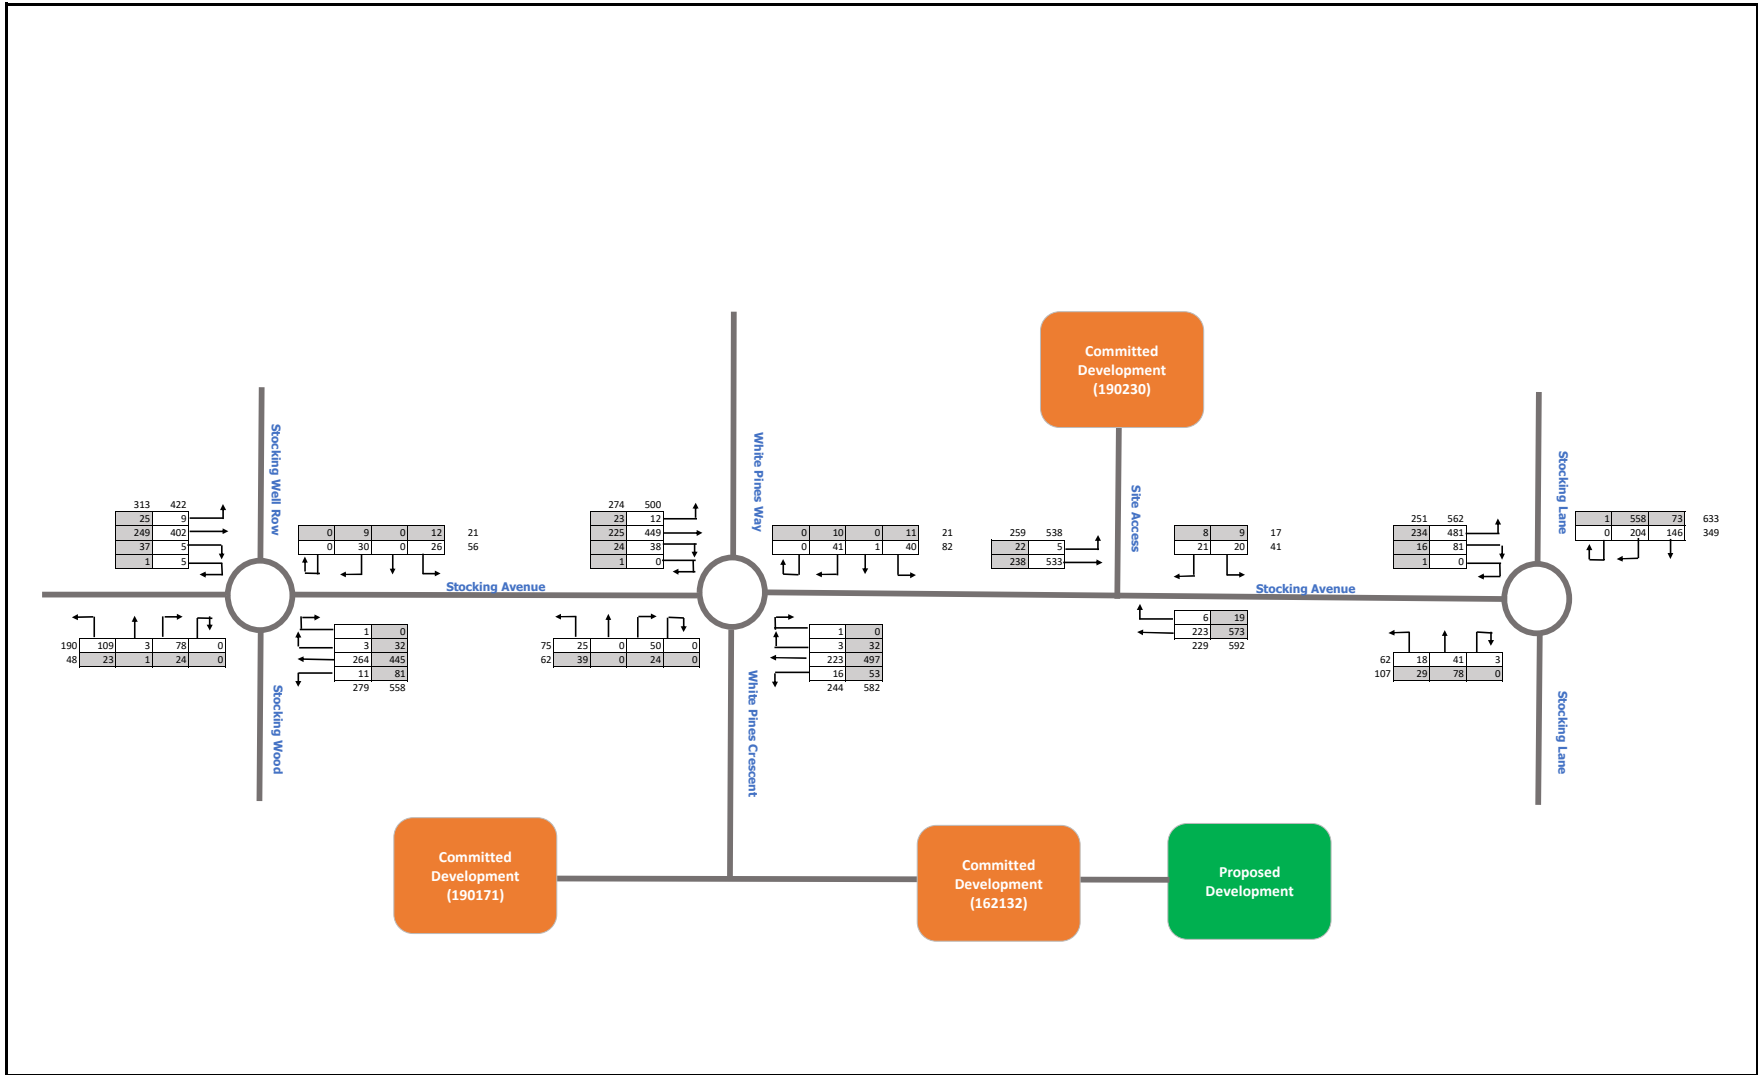 Committed
Development
(190230)
Stocking Well Row
White Pines Way
Site Access
Stocking Lane
313 422
25 9
249 402
37 5
1 5
0 9 0 12 21
0 30 0 26 56
274 500
23 12
225 449
24 38
1 0
0 10 0 11 21
0 41 1 40 82
259 538
22 5
238 533
8 9 17
21 20 41
251 562
234 481
16 81
1 0
1 558 73 633
0 204 146 349
Stocking Avenue
Stocking Avenue
190 109 3 78 0
48 23 1 24 0
1 0
3 32
264 445
11 81
279 558
75 25 0 50 0
62 39 0 24 0
1 0
3 32
223 497
16 53
244 582
6 19
223 573
229 592
62 18 41 3
107 29 78 0
Stocking Wood
White Pines Crescent
Stocking Lane
Committed
Development
(190171)
Committed
Development
(162132)
Proposed
Development